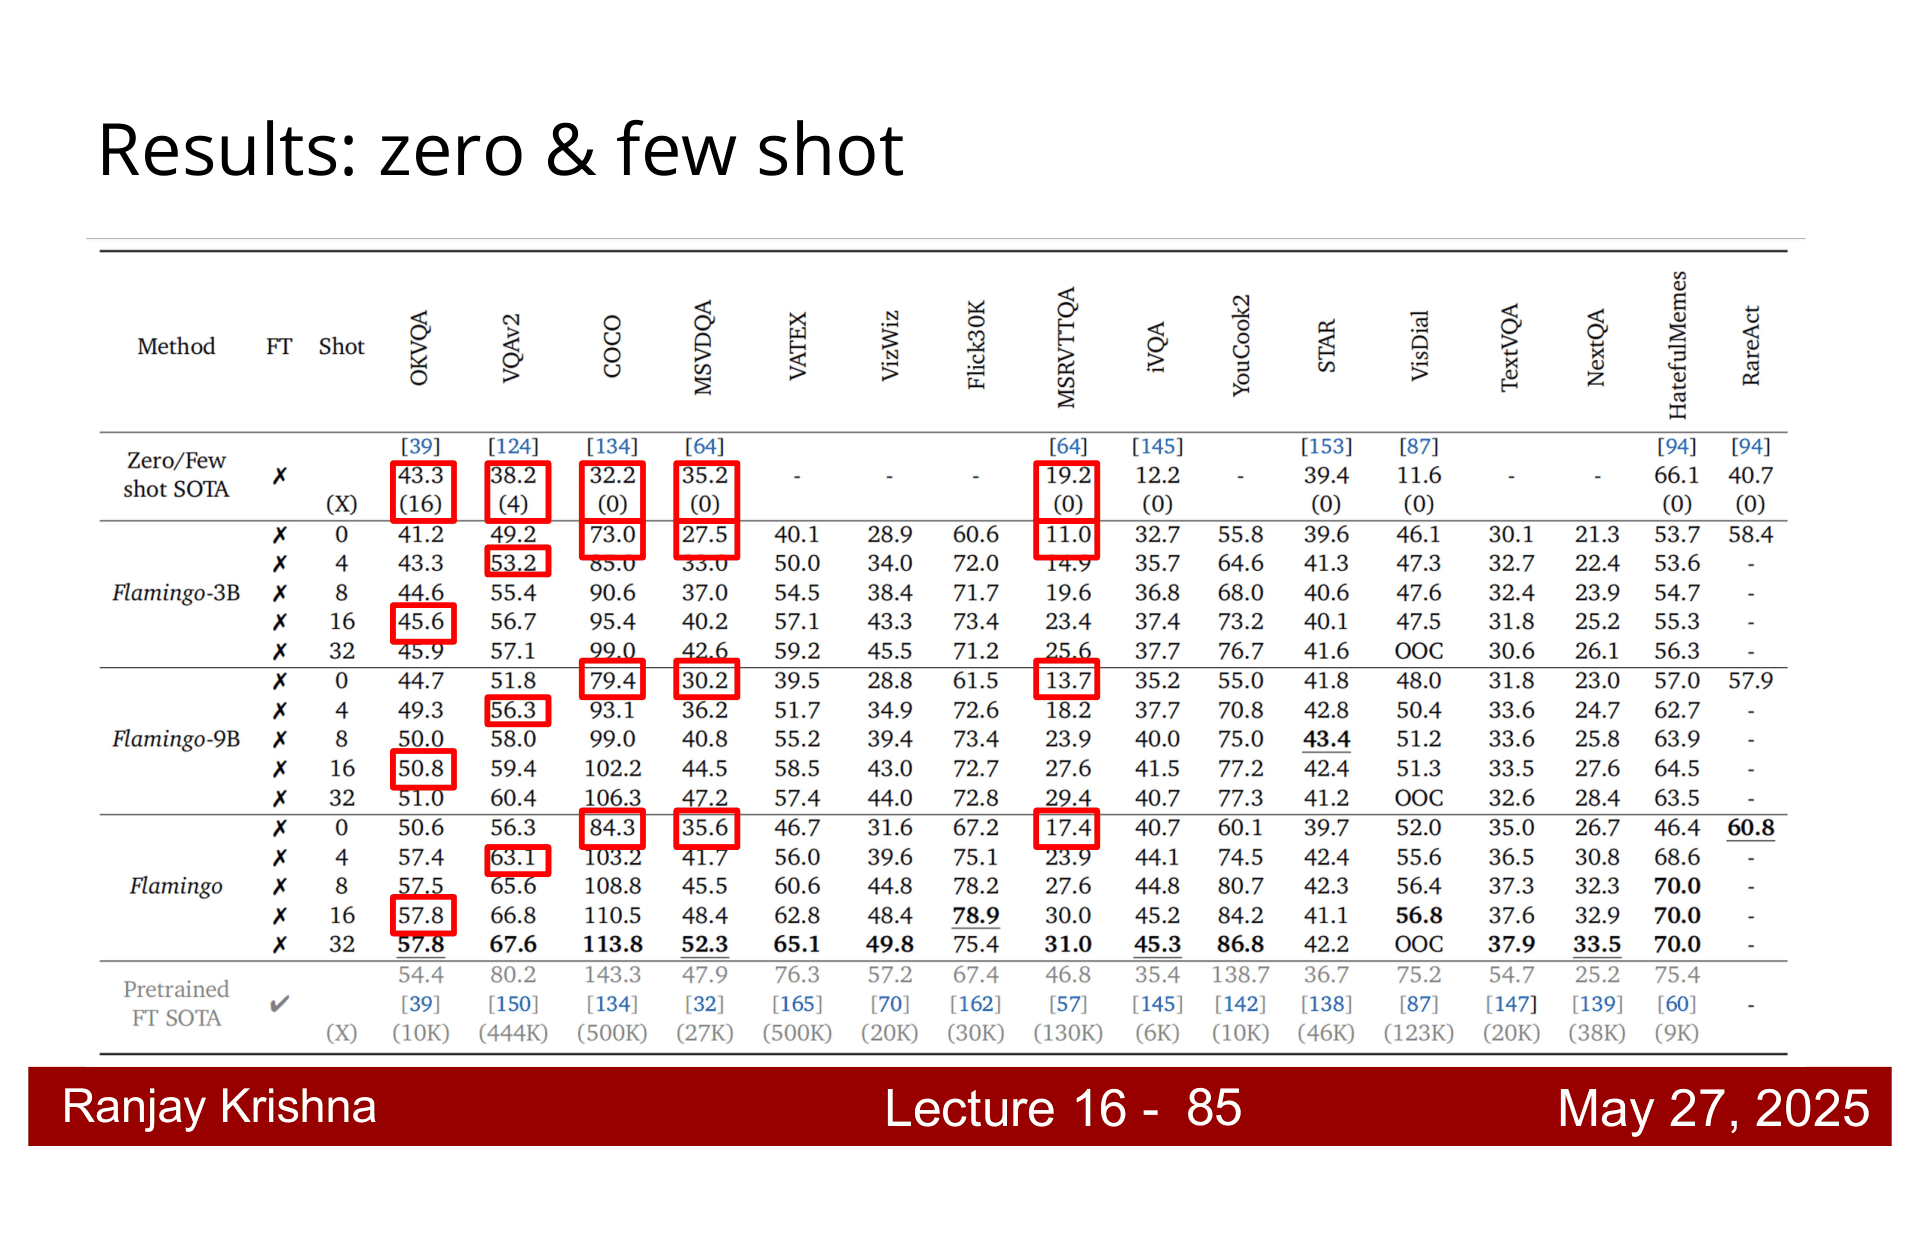 Results: zero & few shot
Method FT Shot OKVQA VQAv2 COCO MSVDQA VATEX VizWiz Flick30K MSRVTTQA iVQA YouCook2 STAR VisDial TextVQA NextQA HatefulMemes RareAct
[39] [124] [134] [64] [64] [145] [153] [87] [94] [94]
Zero/Few shot SOTA ✗ 43.3 38.2 32.2 35.2 - - - 19.2 12.2 - 39.4 11.6 - - 66.1 40.7
(X) (16) (4) (0) (0) (0) (0) (0) (0) (0) (0)
✗ 0 41.2 49.2 73.0 27.5 40.1 28.9 60.6 11.0 32.7 55.8 39.6 46.1 30.1 21.3 53.7 58.4
✗ 4 43.3 53.2 85.0 33.0 50.0 34.0 72.0 14.9 35.7 64.6 41.3 47.3 32.7 22.4 53.6 -
Flamingo-3B ✗ 8 44.6 55.4 90.6 37.0 54.5 38.4 71.7 19.6 36.8 68.0 40.6 47.6 32.4 23.9 54.7 -
✗ 16 45.6 56.7 95.4 40.2 57.1 43.3 73.4 23.4 37.4 73.2 40.1 47.5 31.8 25.2 55.3 -
✗ 32 45.9 57.1 99.0 42.6 59.2 45.5 71.2 25.6 37.7 76.7 41.6 OOC 30.6 26.1 56.3 -
✗ 0 44.7 51.8 79.4 30.2 39.5 28.8 61.5 13.7 35.2 55.0 41.8 48.0 31.8 23.0 57.0 57.9
✗ 4 49.3 56.3 93.1 36.2 51.7 34.9 72.6 18.2 37.7 70.8 42.8 50.4 33.6 24.7 62.7 -
Flamingo-9B ✗ 8 50.0 58.0 99.0 40.8 55.2 39.4 73.4 23.9 40.0 75.0 43.4 51.2 33.6 25.8 63.9 -
✗ 16 50.8 59.4 102.2 44.5 58.5 43.0 72.7 27.6 41.5 77.2 42.4 51.3 33.5 27.6 64.5 -
✗ 32 51.0 60.4 106.3 47.2 57.4 44.0 72.8 29.4 40.7 77.3 41.2 OOC 32.6 28.4 63.5 -
✗ 0 50.6 56.3 84.3 35.6 46.7 31.6 67.2 17.4 40.7 60.1 39.7 52.0 35.0 26.7 46.4 60.8
✗ 4 57.4 63.1 103.2 41.7 56.0 39.6 75.1 23.9 44.1 74.5 42.4 55.6 36.5 30.8 68.6 -
Flamingo ✗ 8 57.5 65.6 108.8 45.5 60.6 44.8 78.2 27.6 44.8 80.7 42.3 56.4 37.3 32.3 70.0 -
✗ 16 57.8 66.8 110.5 48.4 62.8 48.4 78.9 30.0 45.2 84.2 41.1 56.8 37.6 32.9 70.0 -
✗ 32 57.8 67.6 113.8 52.3 65.1 49.8 75.4 31.0 45.3 86.8 42.2 OOC 37.9 33.5 70.0 -
54.4 80.2 143.3 47.9 76.3 57.2 67.4 46.8 35.4 138.7 36.7 75.2 54.7 25.2 75.4
Pretrained FT SOTA ✔ [39] [150] [134] [32] [165] [70] [162] [57] [145] [142] [138] [87] [147] [139] [60] -
(X) (10K) (444K) (500K) (27K) (500K) (20K) (30K) (130K) (6K) (10K) (46K) (123K) (20K) (38K) (9K)
Ranjay Krishna Lecture 16 - 85 May 27, 2025